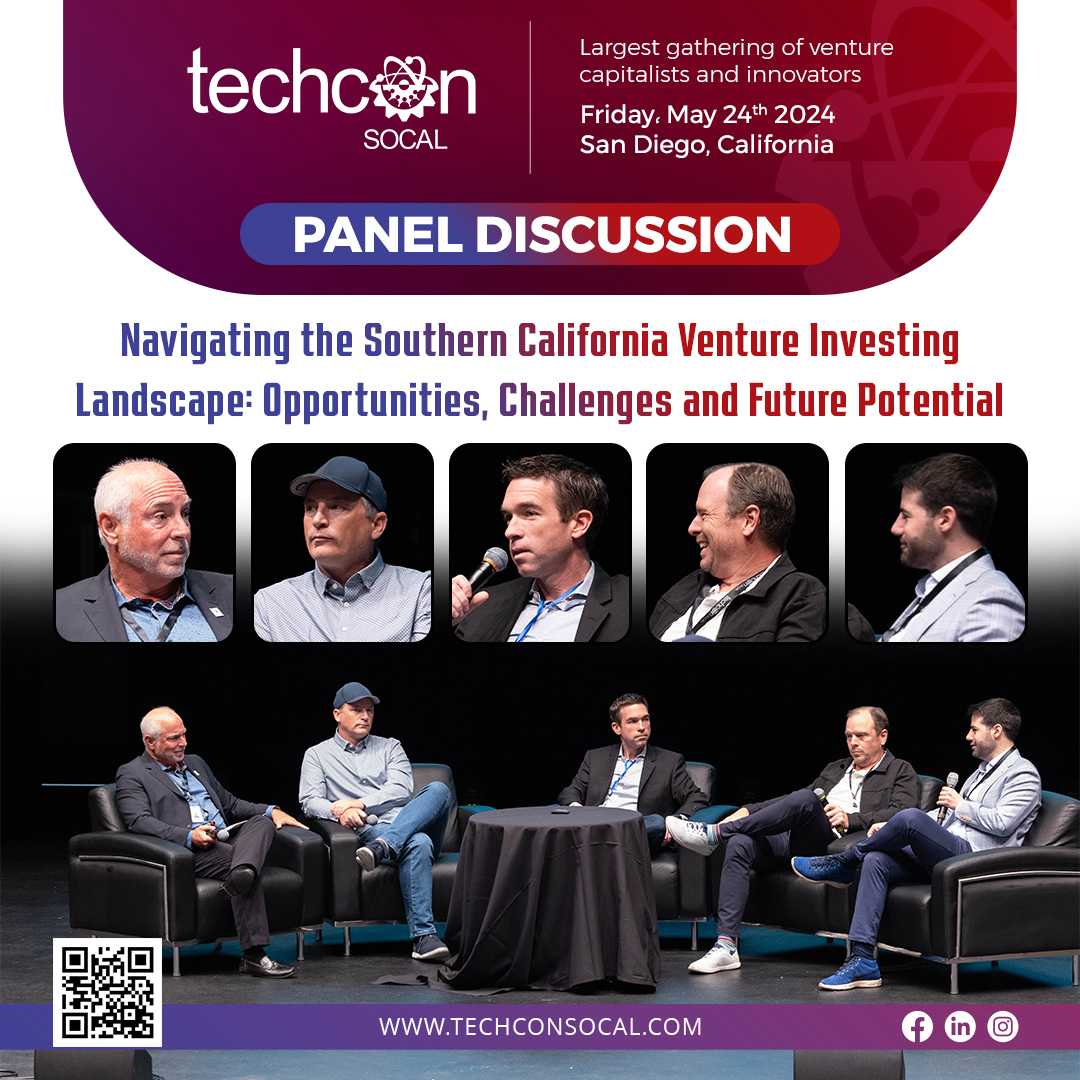 techcon
SOCAL
Largest gathering of venture
capitalists and innovators
Friday, May 24th 2024
San Diego, California
PANEL DISCUSSION
Navigating the Southern California Venture Investing
Landscape: Opportunities, Challenges and Future Potential
WWW.TECHCONSOCAL.COM